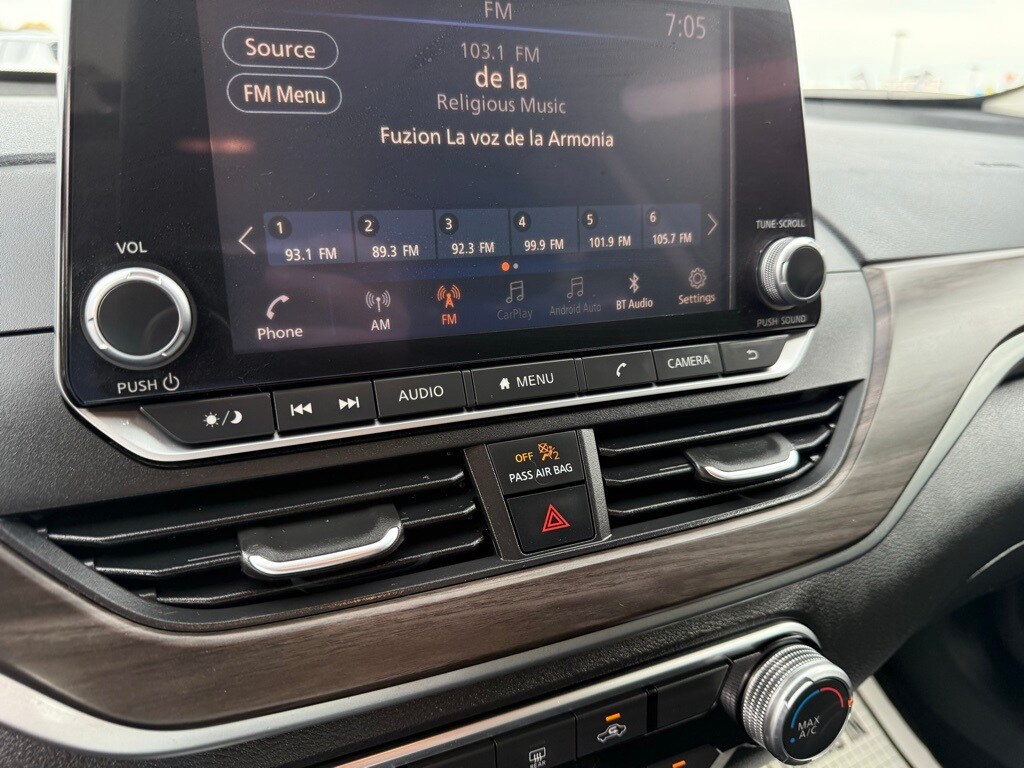 FM
7:05
Source
103.1 FM
de la
FM Menu
Religious Music
Fuzion La voz de la Armonia
1 2 3 4 5 6
93.1 FM 89.3 FM 92.3 FM 99.9 FM 101.9 FM 105.7 FM
VOL
TUNE·SCROLL
Phone AM FM CarPlay Android Auto BT Audio Settings
PUSH
PUSH SOUND
AUDIO MENU CAMERA
OFF 2
PASS AIR BAG
MAX
A/C
REAR